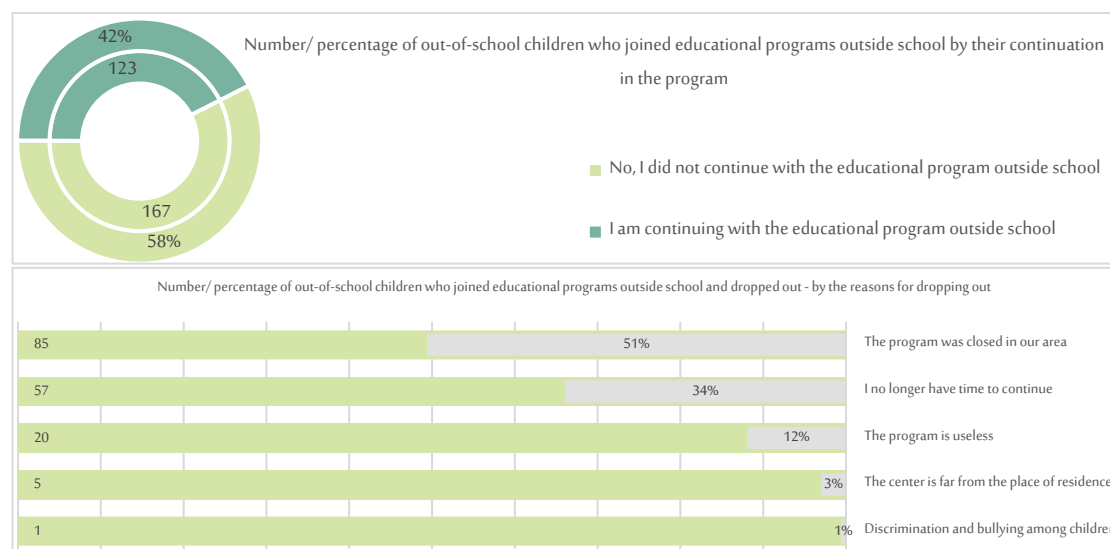 42%
123
167
58%
Number/ percentage of out-of-school children who joined educational programs outside school by their continuation
in the program
No, I did not continue with the educational program outside school
I am continuing with the educational program outside school
Number/ percentage of out-of-school children who joined educational programs outside school and dropped out - by the reasons for dropping out
85 51% The program was closed in our area
57 34% I no longer have time to continue
20 12% The program is useless
5 3% The center is far from the place of residence
1 1% Discrimination and bullying among children